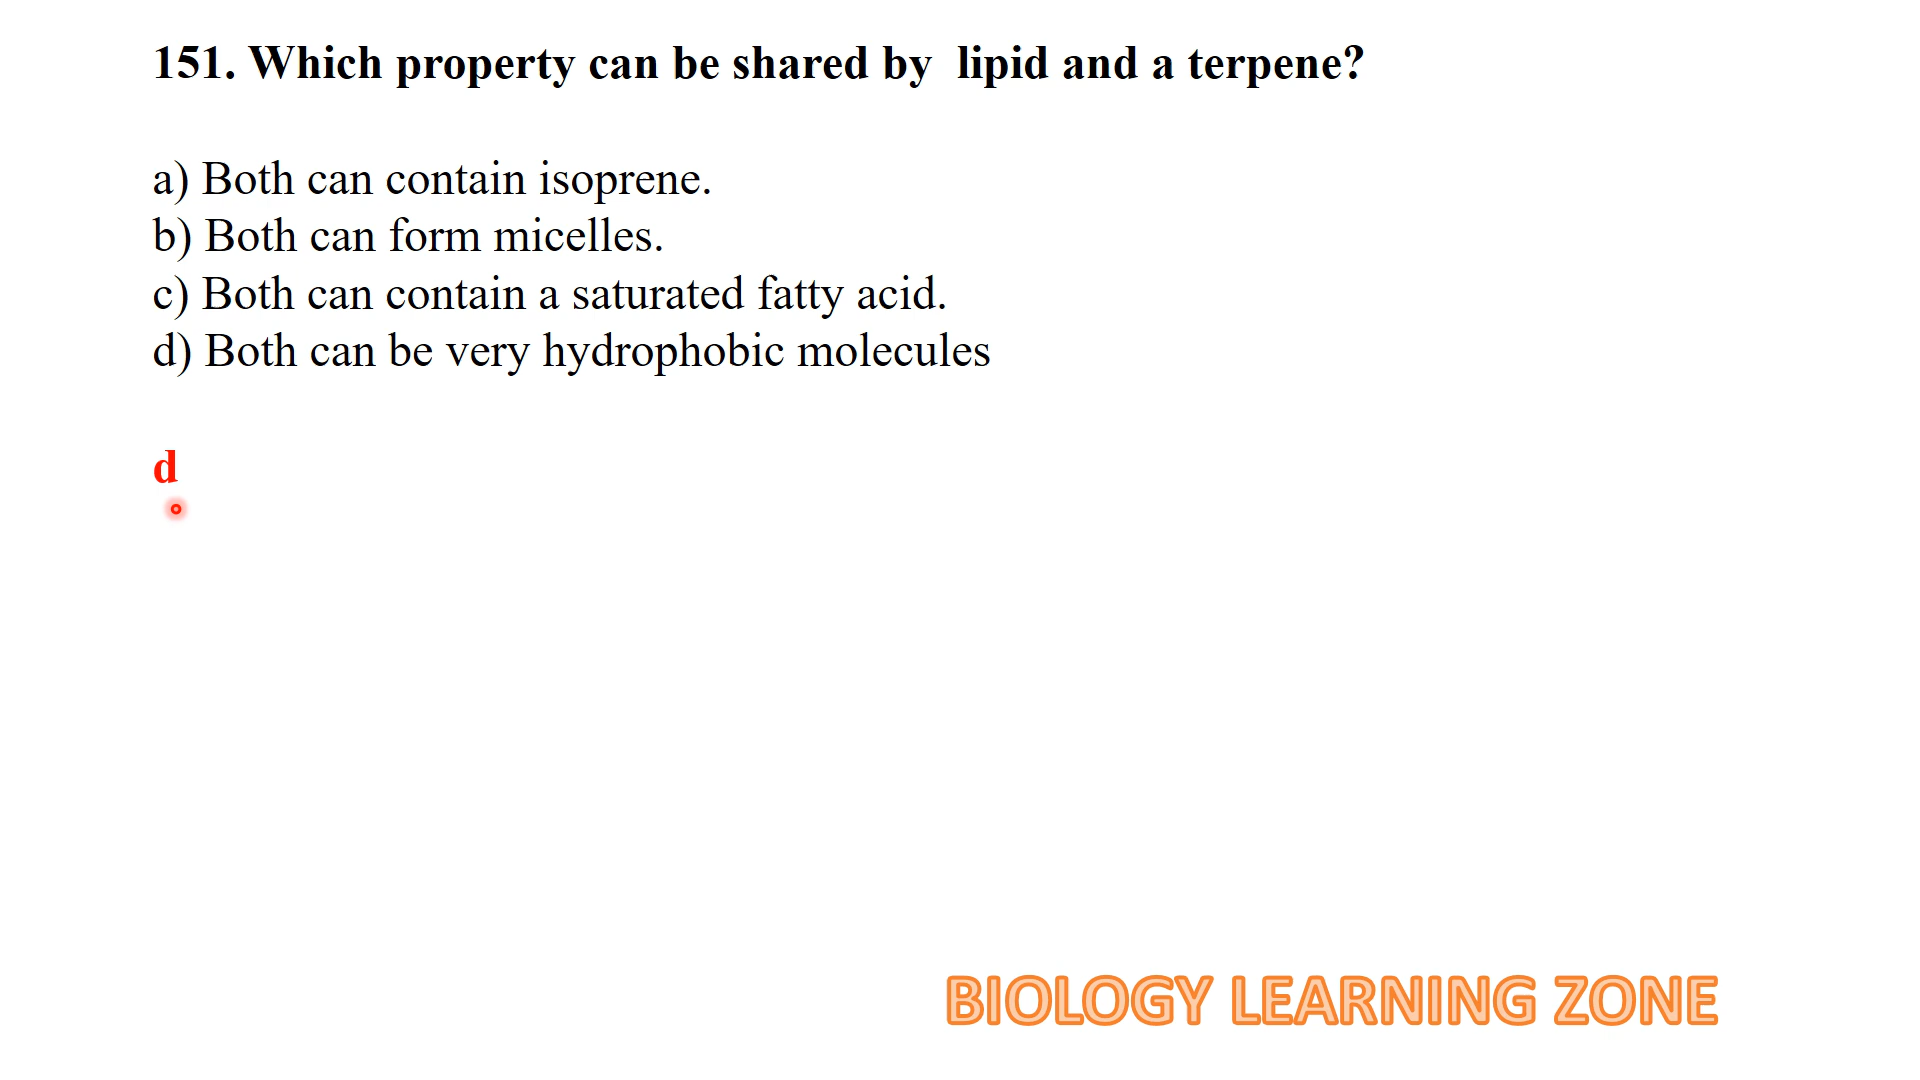 151. Which property can be shared by  lipid and a terpene?
a) Both can contain isoprene.
b) Both can form micelles.
c) Both can contain a saturated fatty acid.
d) Both can be very hydrophobic molecules
d
BIOLOGY LEARNING ZONE